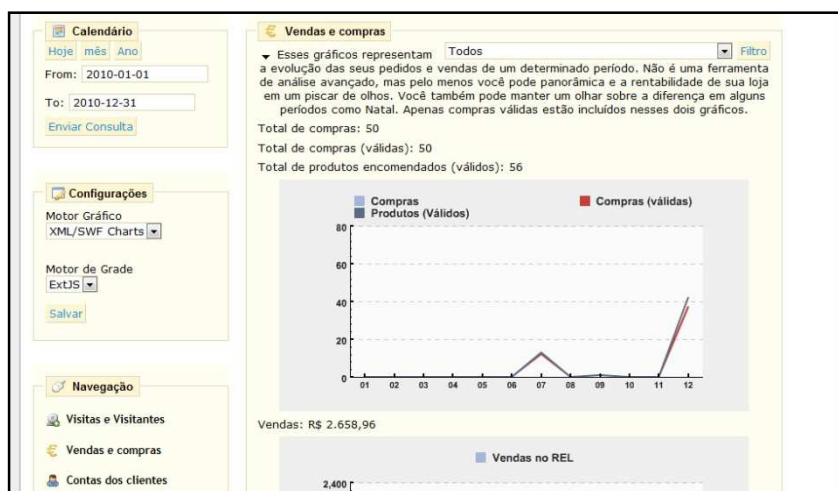 Calendário
Hoje mês Ano
From: 2010-01-01
To: 2010-12-31
Enviar Consulta
Configurações
Motor Gráfico
XML/SWF Charts
Motor de Grade
ExtJS
Salvar
Navegação
Visitas e Visitantes
Vendas e compras
Contas dos clientes
Vendas e compras
Esses gráficos representam Todos Filtro
a evolução das seus pedidos e vendas de um determinado período. Não é uma ferramenta
de análise avançado, mas pelo menos você pode panorâmica e a rentabilidade de sua loja
em um piscar de olhos. Você também pode manter um olhar sobre a diferença em alguns
períodos como Natal. Apenas compras válidas estão incluídos nesses dois gráficos.
Total de compras: 50
Total de compras (válidas): 50
Total de produtos encomendados (válidos): 56
Compras Compras (válidas)
Produtos (Válidos)
80
60
40
20
0
01 02 03 04 05 06 07 08 09 10 11 12
Vendas: R$ 2.658,96
Vendas no REL
2,400